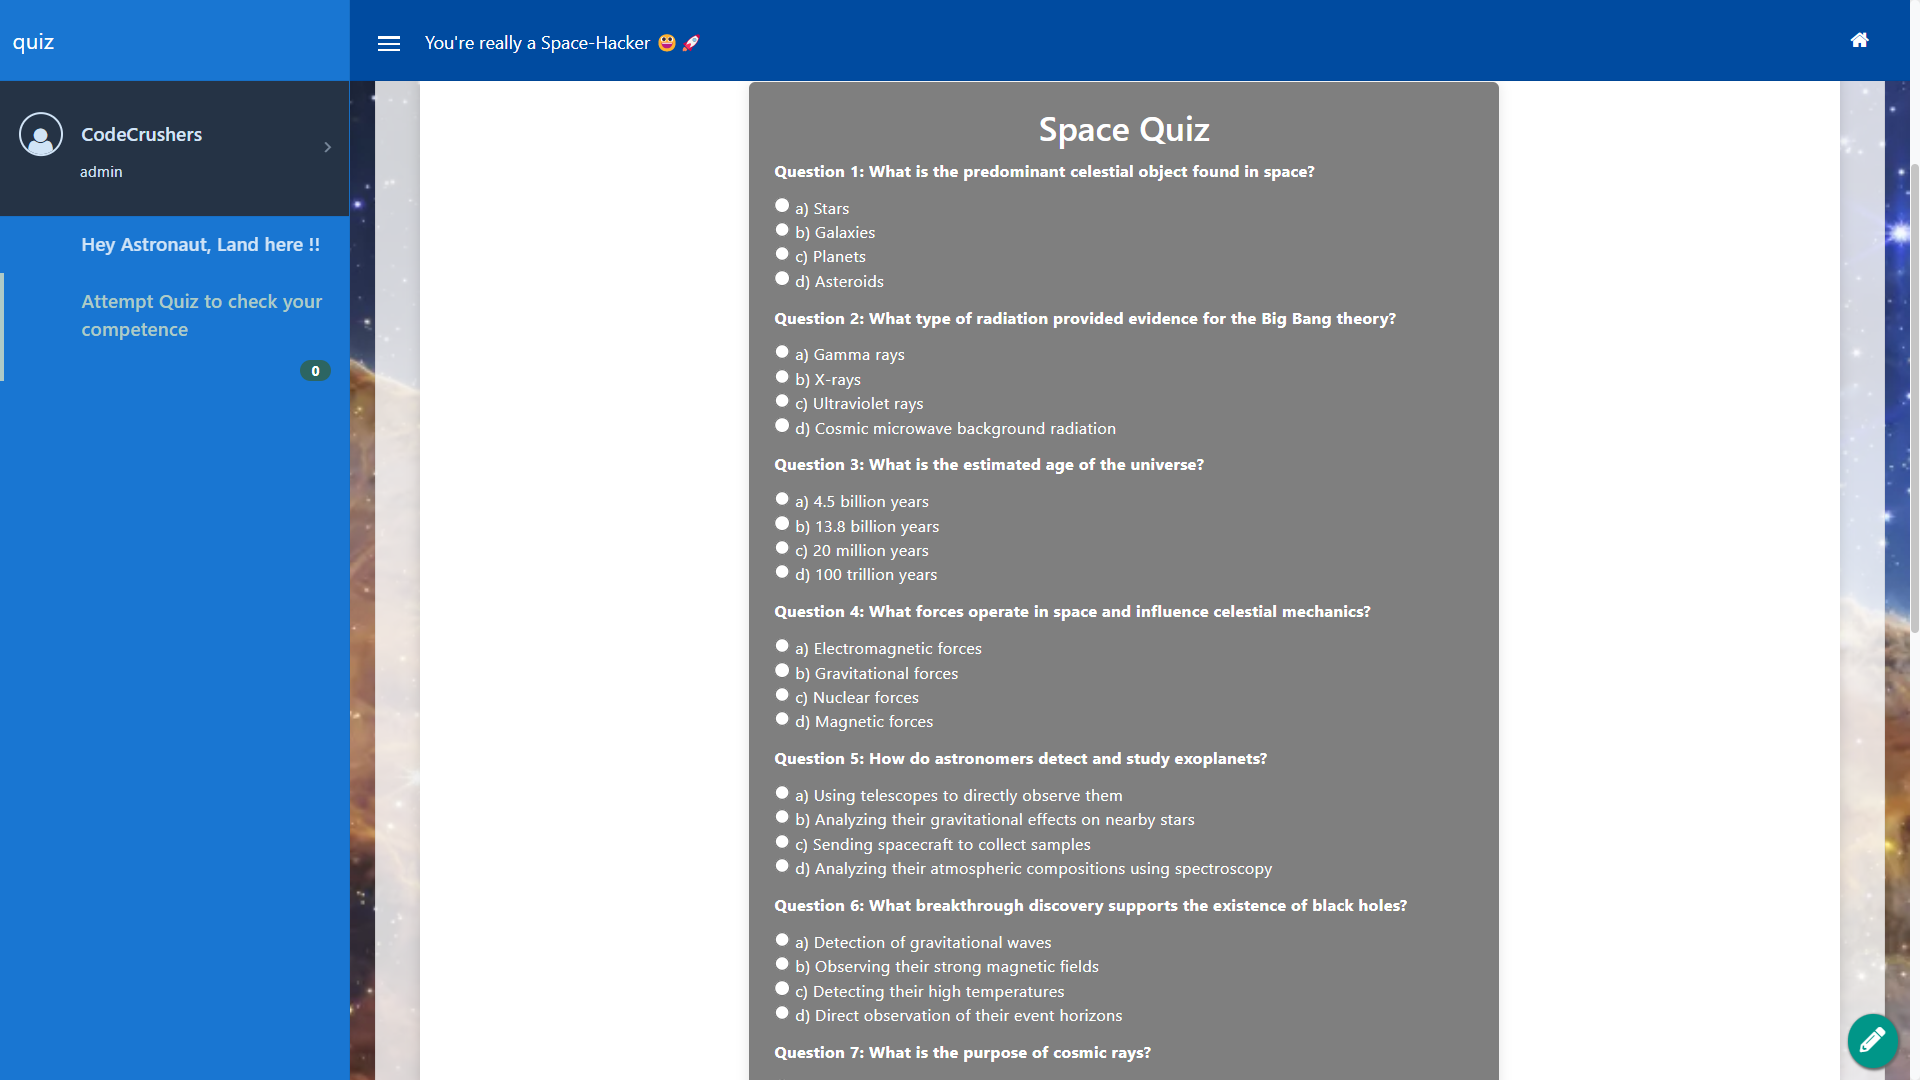 quiz
You're really a Space-Hacker 😀 🚀
CodeCrushers
admin
Hey Astronaut, Land here !!
Attempt Quiz to check your
competence
0
Space Quiz
Question 1: What is the predominant celestial object found in space?
a) Stars
b) Galaxies
c) Planets
d) Asteroids
Question 2: What type of radiation provided evidence for the Big Bang theory?
a) Gamma rays
b) X-rays
c) Ultraviolet rays
d) Cosmic microwave background radiation
Question 3: What is the estimated age of the universe?
a) 4.5 billion years
b) 13.8 billion years
c) 20 million years
d) 100 trillion years
Question 4: What forces operate in space and influence celestial mechanics?
a) Electromagnetic forces
b) Gravitational forces
c) Nuclear forces
d) Magnetic forces
Question 5: How do astronomers detect and study exoplanets?
a) Using telescopes to directly observe them
b) Analyzing their gravitational effects on nearby stars
c) Sending spacecraft to collect samples
d) Analyzing their atmospheric compositions using spectroscopy
Question 6: What breakthrough discovery supports the existence of black holes?
a) Detection of gravitational waves
b) Observing their strong magnetic fields
c) Detecting their high temperatures
d) Direct observation of their event horizons
Question 7: What is the purpose of cosmic rays?